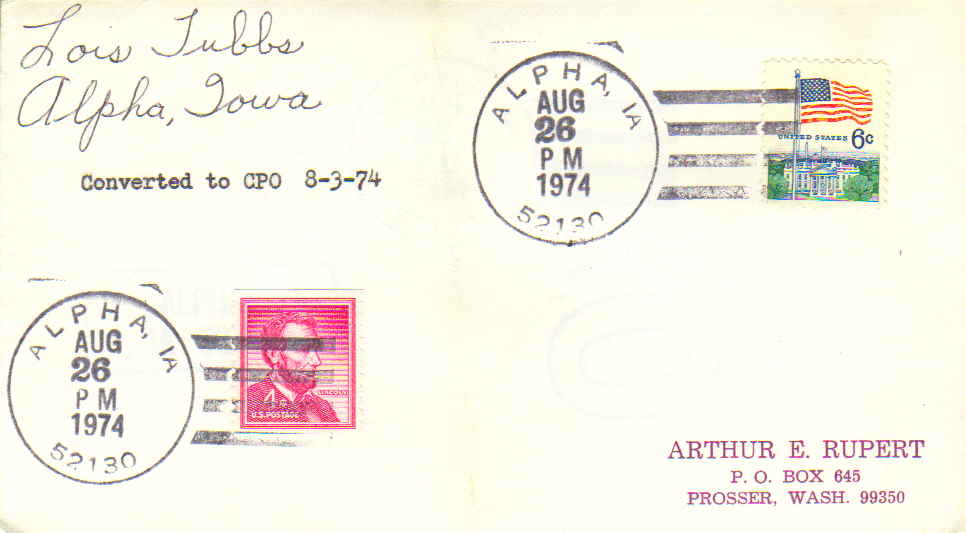 Lois Tubbs
Alpha, Iowa
Converted to CPO 8-3-74
ALPHA, IA
AUG
26
PM
1974
52130
UNITED STATES 6c
ALPHA, IA
AUG
26
PM
1974
52130
4c
U.S. POSTAGE
ARTHUR E. RUPERT
P. O. BOX 645
PROSSER, WASH. 99350